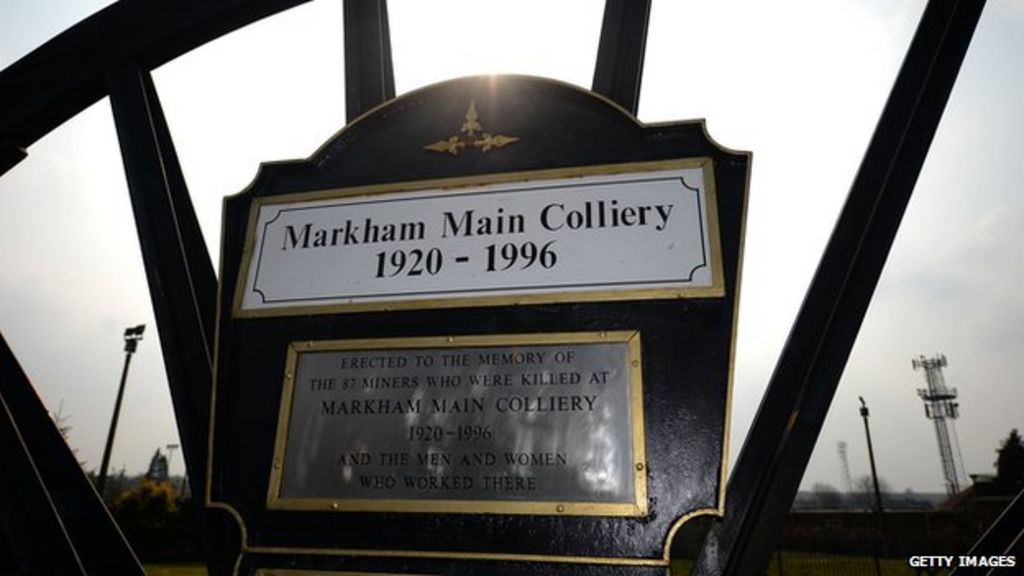 Markham Main Colliery
1920 - 1996
ERECTED TO THE MEMORY OF
THE 87 MINERS WHO WERE KILLED AT
MARKHAM MAIN COLLIERY
1920-1996
AND THE MEN AND WOMEN
WHO WORKED THERE.
GETTY IMAGES